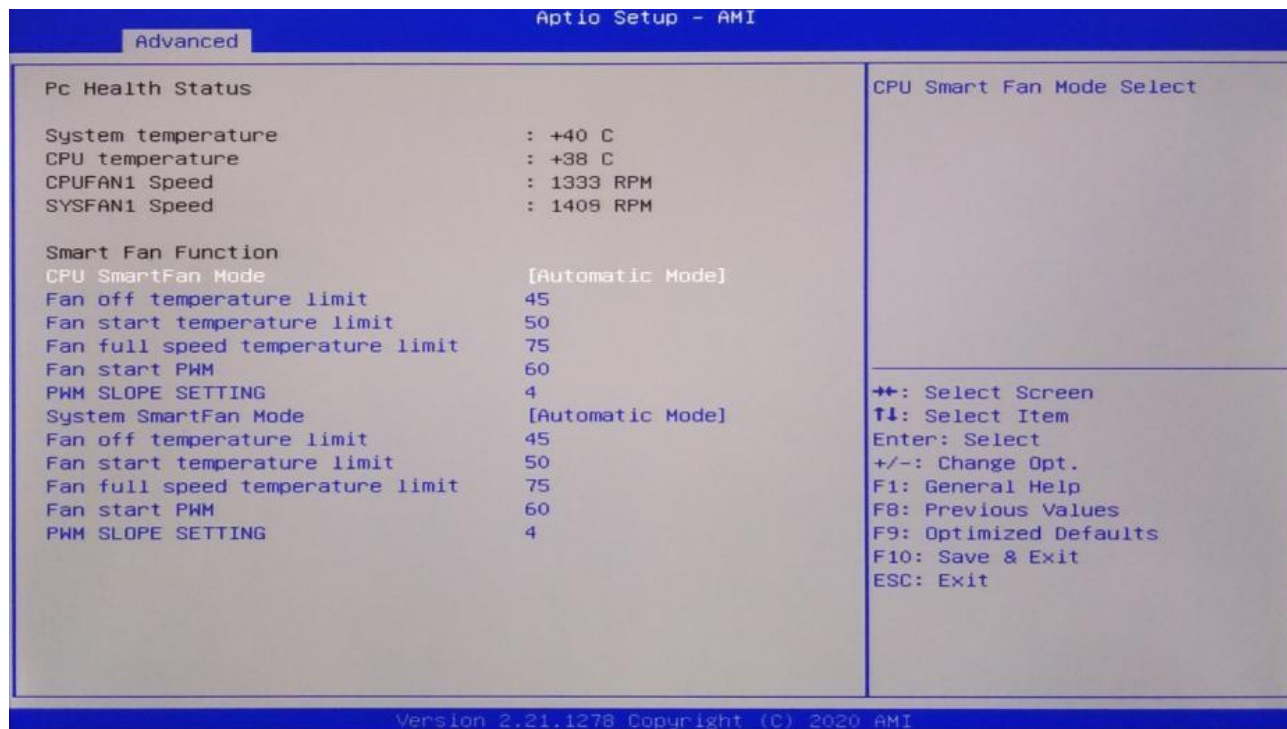 Aptio Setup - AMI
Advanced
Pc Health Status
System temperature : +40 C
CPU temperature : +38 C
CPUFAN1 Speed : 1333 RPM
SYSFAN1 Speed : 1409 RPM
Smart Fan Function
CPU SmartFan Mode [Automatic Mode]
Fan off temperature limit 45
Fan start temperature limit 50
Fan full speed temperature limit 75
Fan start PWM 60
PWM SLOPE SETTING 4
System SmartFan Mode [Automatic Mode]
Fan off temperature limit 45
Fan start temperature limit 50
Fan full speed temperature limit 75
Fan start PWM 60
PWM SLOPE SETTING 4
CPU Smart Fan Mode Select
→←: Select Screen
↑↓: Select Item
Enter: Select
+/-: Change Opt.
F1: General Help
F8: Previous Values
F9: Optimized Defaults
F10: Save & Exit
ESC: Exit
Version 2.21.1278 Copyright (C) 2020 AMI